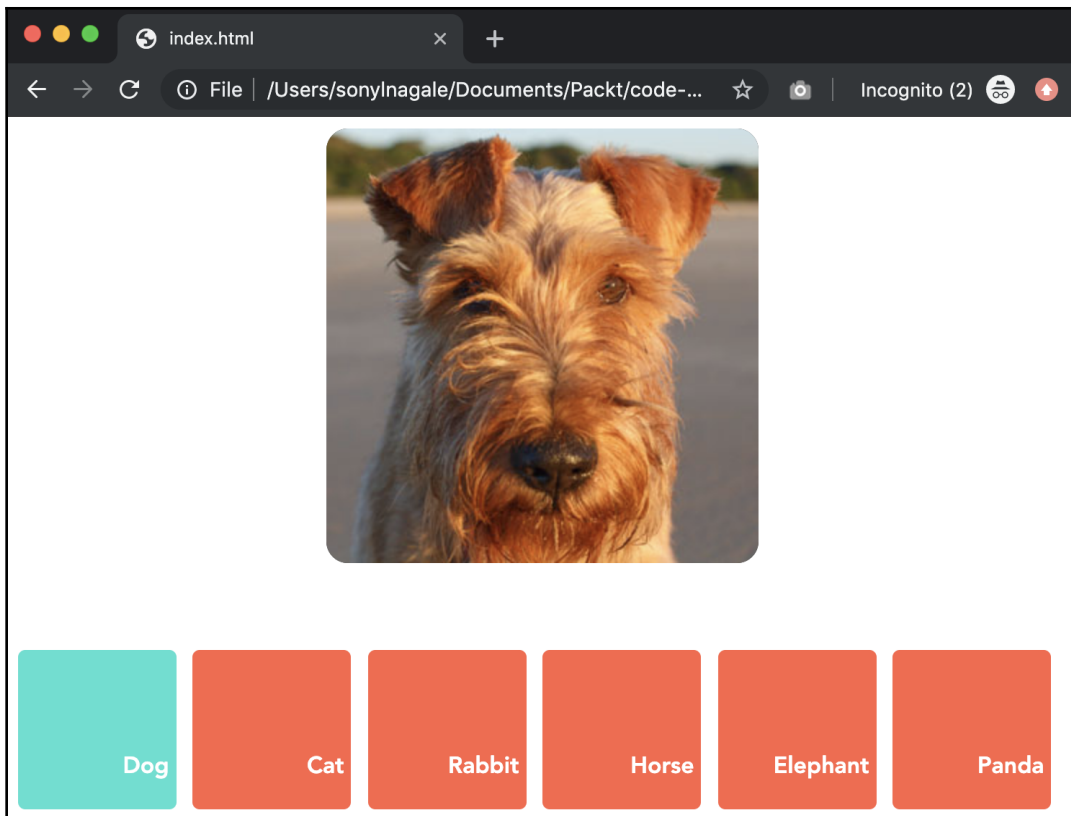 index.html
File /Users/sonylnagale/Documents/Packt/code-... Incognito (2)
Dog Cat Rabbit Horse Elephant Panda